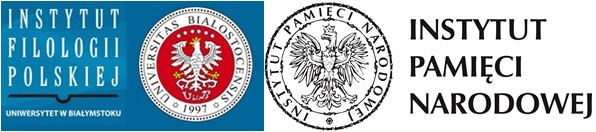 INSTYTUT
FILOLOGII
POLSKIEJ
UNIWERSYTET W BIAŁYMSTOKU
UNIVERSITAS BIALOSTOCENSIS
1997
INSTYTUT PAMIĘCI NARODOWEJ
INSTYTUT
PAMIĘCI
NARODOWEJ